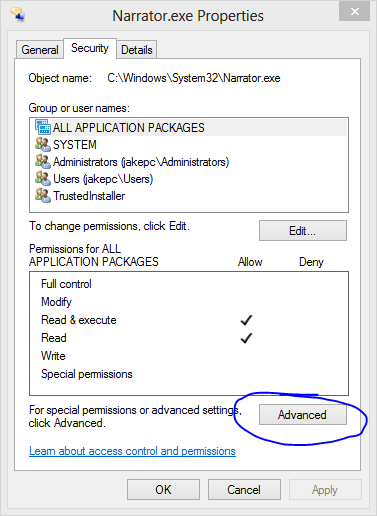 Narrator.exe Properties
General Security Details
Object name: C:\Windows\System32\Narrator.exe
Group or user names:
ALL APPLICATION PACKAGES
SYSTEM
Administrators (jakepc\Administrators)
Users (jakepc\Users)
TrustedInstaller
To change permissions, click Edit.
Edit...
Permissions for ALL
APPLICATION PACKAGES Allow Deny
Full control
Modify
Read & execute
Read
Write
Special permissions
For special permissions or advanced settings,
click Advanced.
Advanced
Learn about access control and permissions
OK Cancel Apply